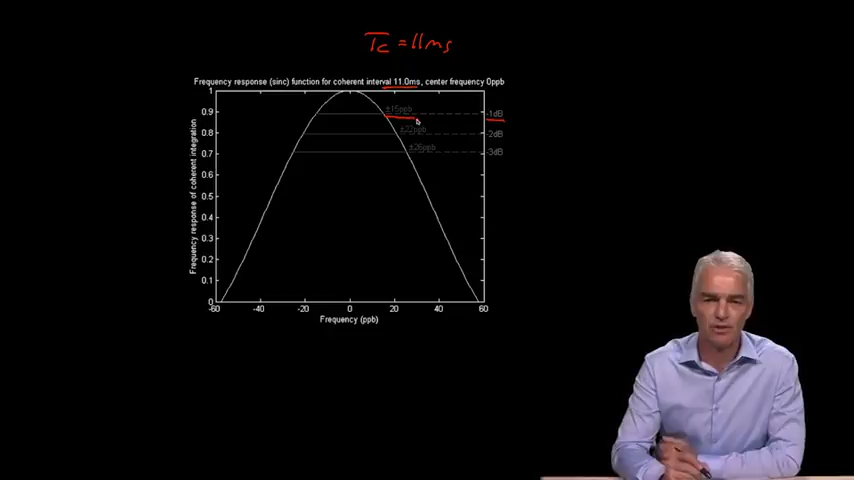 Tc = 11ms
Frequency response (sinc) function for coherent interval 11.0ms, center frequency 0ppb
Frequency response of coherent integration
1
0.9
0.8
0.7
0.6
0.5
0.4
0.3
0.2
0.1
0
±15ppb
-1dB
±22ppb
-2dB
±26ppb
-3dB
-60
-40
-20
0
20
40
60
Frequency (ppb)